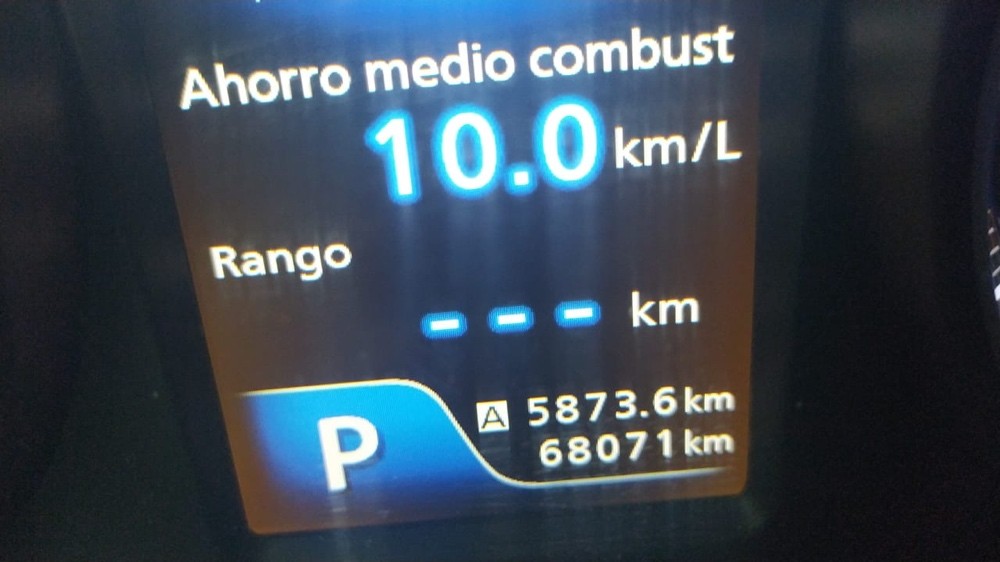 Ahorro medio combust
10.0 km/L
Rango
--- km
A 5873.6 km
68071 km
P